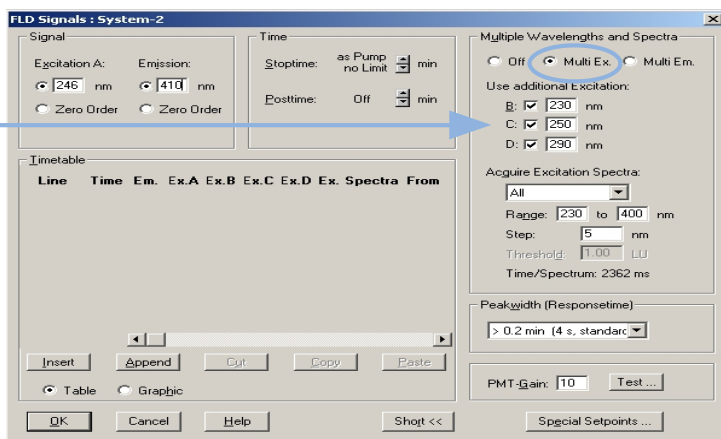 FLD Signals : System-2
Signal
Excitation A: Emission:
246 nm 410 nm
Zero Order Zero Order
Time
Stoptime: as Pump no Limit min
Posttime: Off min
Multiple Wavelengths and Spectra
Off Multi Ex. Multi Em.
Use additional Excitation:
B: 230 nm
C: 250 nm
D: 290 nm
Acquire Excitation Spectra:
All
Range: 230 to 400 nm
Step: 5 nm
Threshold: 1.00 LU
Time/Spectrum: 2362 ms
Timetable
Line Time Em. Ex.A Ex.B Ex.C Ex.D Ex. Spectra From
Insert Append Cut Copy Paste
Table Graphic
Peakwidth (Responsetime)
> 0.2 min (4 s, standarc
PMT-Gain: 10 Test ...
OK Cancel Help Short << Special Setpoints ...